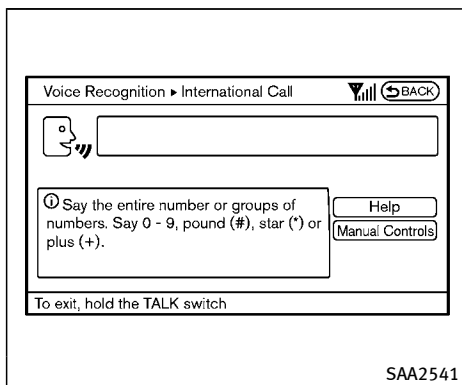 Voice Recognition ▸ International Call BACK
ⓘ Say the entire number or groups of
numbers. Say 0 - 9, pound (#), star (*) or
plus (+).
Help
Manual Controls
To exit, hold the TALK switch
SAA2541